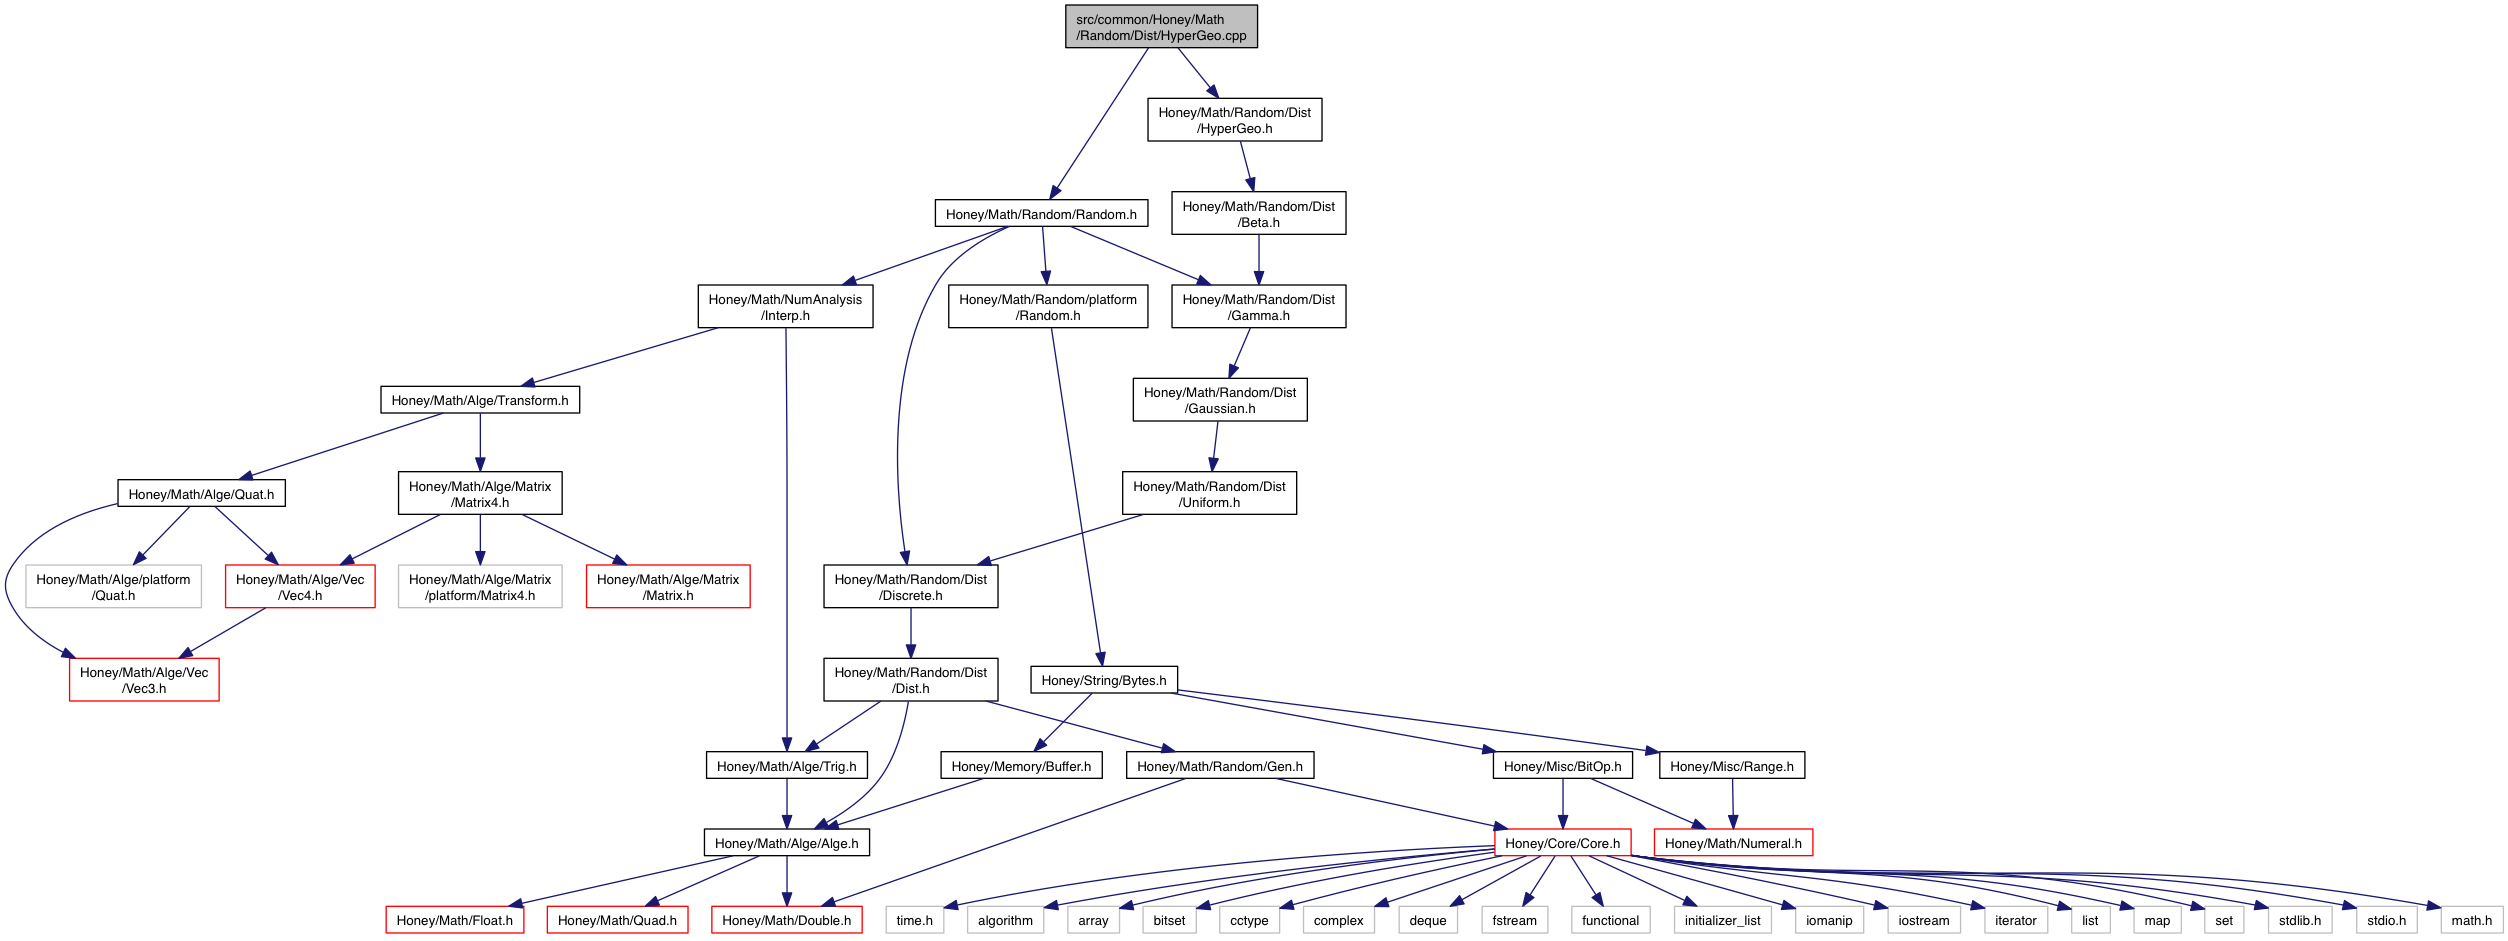 src/common/Honey/Math
/Random/Dist/HyperGeo.cpp
Honey/Math/Random/Dist
/HyperGeo.h
Honey/Math/Random/Random.h
Honey/Math/Random/Dist
/Beta.h
Honey/Math/NumAnalysis
/Interp.h
Honey/Math/Random/platform
/Random.h
Honey/Math/Random/Dist
/Gamma.h
Honey/Math/Alge/Transform.h
Honey/Math/Random/Dist
/Gaussian.h
Honey/Math/Alge/Quat.h
Honey/Math/Alge/Matrix
/Matrix4.h
Honey/Math/Random/Dist
/Uniform.h
Honey/Math/Alge/platform
/Quat.h
Honey/Math/Alge/Vec
/Vec4.h
Honey/Math/Alge/Matrix
/platform/Matrix4.h
Honey/Math/Alge/Matrix
/Matrix.h
Honey/Math/Random/Dist
/Discrete.h
Honey/Math/Alge/Vec
/Vec3.h
Honey/Math/Random/Dist
/Dist.h
Honey/String/Bytes.h
Honey/Math/Alge/Trig.h
Honey/Memory/Buffer.h
Honey/Math/Random/Gen.h
Honey/Misc/BitOp.h
Honey/Misc/Range.h
Honey/Math/Alge/Alge.h
Honey/Core/Core.h
Honey/Math/Numeral.h
Honey/Math/Float.h
Honey/Math/Quad.h
Honey/Math/Double.h
time.h
algorithm
array
bitset
cctype
complex
deque
fstream
functional
initializer_list
iomanip
iostream
iterator
list
map
set
stdlib.h
stdio.h
math.h